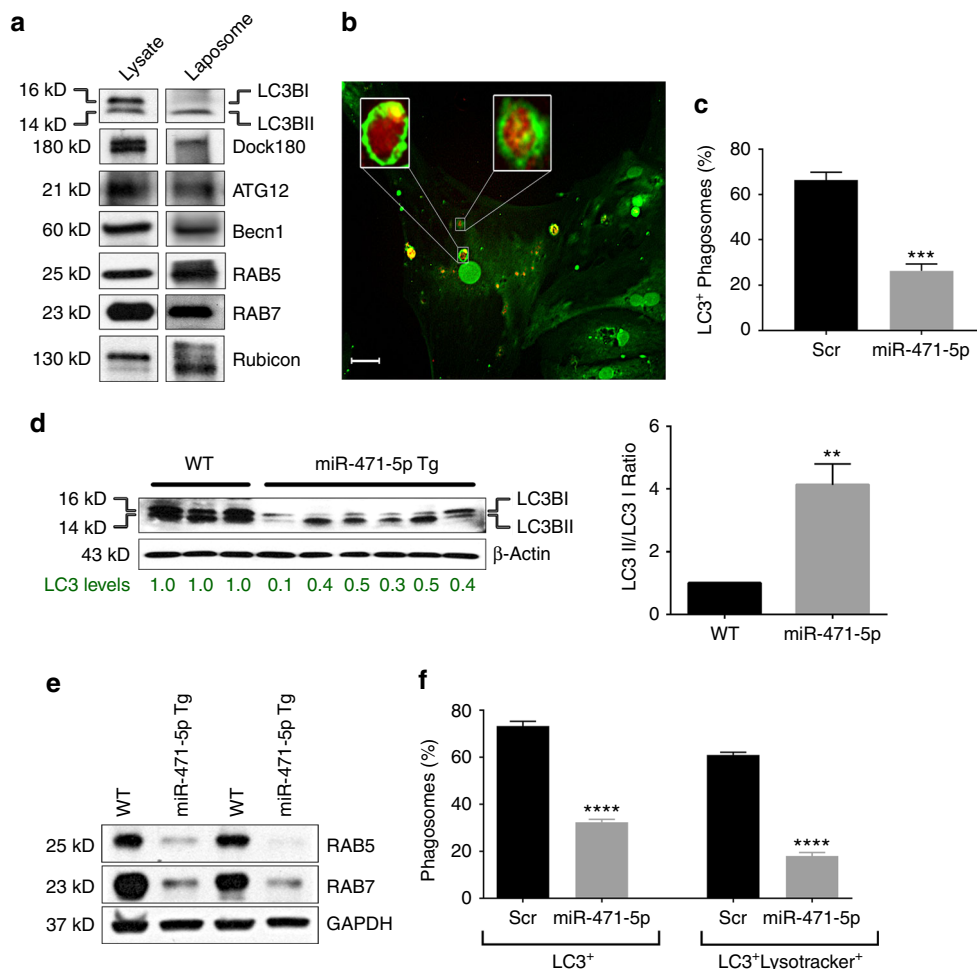 a
Lysate
Laposome
16 kD
LC3BI
14 kD
LC3BII
180 kD
Dock180
21 kD
ATG12
60 kD
Becn1
25 kD
RAB5
23 kD
RAB7
130 kD
Rubicon
b
c
LC3⁺ Phagosomes (%)
80
60
40
20
0
***
Scr
miR-471-5p
d
WT
miR-471-5p Tg
16 kD
LC3BI
14 kD
LC3BII
43 kD
β-Actin
LC3 levels 1.0 1.0 1.0 0.1 0.4 0.5 0.3 0.5 0.4
LC3 II/LC3 I Ratio
6
4
2
0
**
WT
miR-471-5p
e
WT
miR-471-5p Tg
WT
miR-471-5p Tg
25 kD
RAB5
23 kD
RAB7
37 kD
GAPDH
f
Phagosomes (%)
80
60
40
20
0
****
****
Scr
miR-471-5p
Scr
miR-471-5p
LC3⁺
LC3⁺Lysotracker⁺